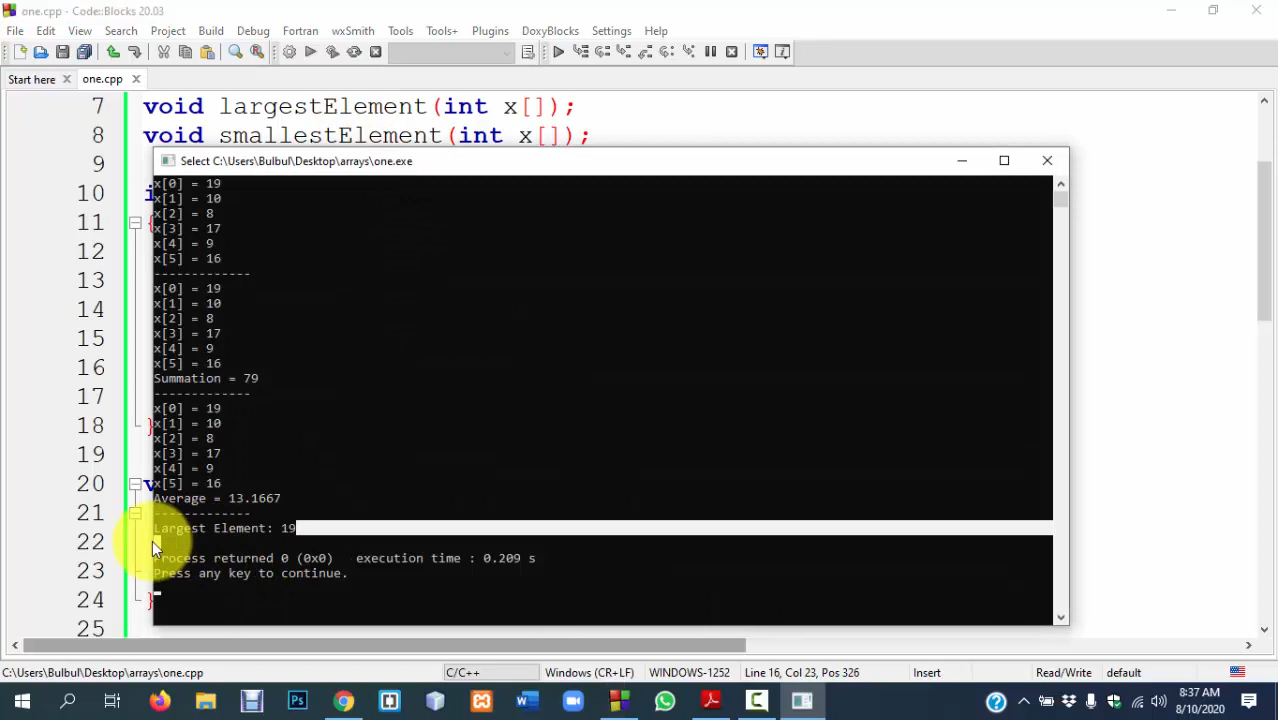 one.cpp - Code::Blocks 20.03
File Edit View Search Project Build Debug Fortran wxSmith Tools Tools+ Plugins DoxyBlocks Settings Help
Start here
one.cpp
7 void largestElement(int x[]);
8 void smallestElement(int x[]);
9
10
11 {
12
13
14
15
16
17
18 }
19
20
21
22
23
24 }
25
Select C:\Users\Bulbul\Desktop\arrays\one.exe
x[0] = 19
x[1] = 10
x[2] = 8
x[3] = 17
x[4] = 9
x[5] = 16
-------------
x[0] = 19
x[1] = 10
x[2] = 8
x[3] = 17
x[4] = 9
x[5] = 16
Summation = 79
-------------
x[0] = 19
x[1] = 10
x[2] = 8
x[3] = 17
x[4] = 9
x[5] = 16
Average = 13.1667
-------------
Largest Element: 19
Process returned 0 (0x0)   execution time : 0.209 s
Press any key to continue.
C:\Users\Bulbul\Desktop\arrays\one.cpp C/C++ Windows (CR+LF) WINDOWS-1252 Line 16, Col 23, Pos 326 Insert Read/Write default
8:37 AM
8/10/2020